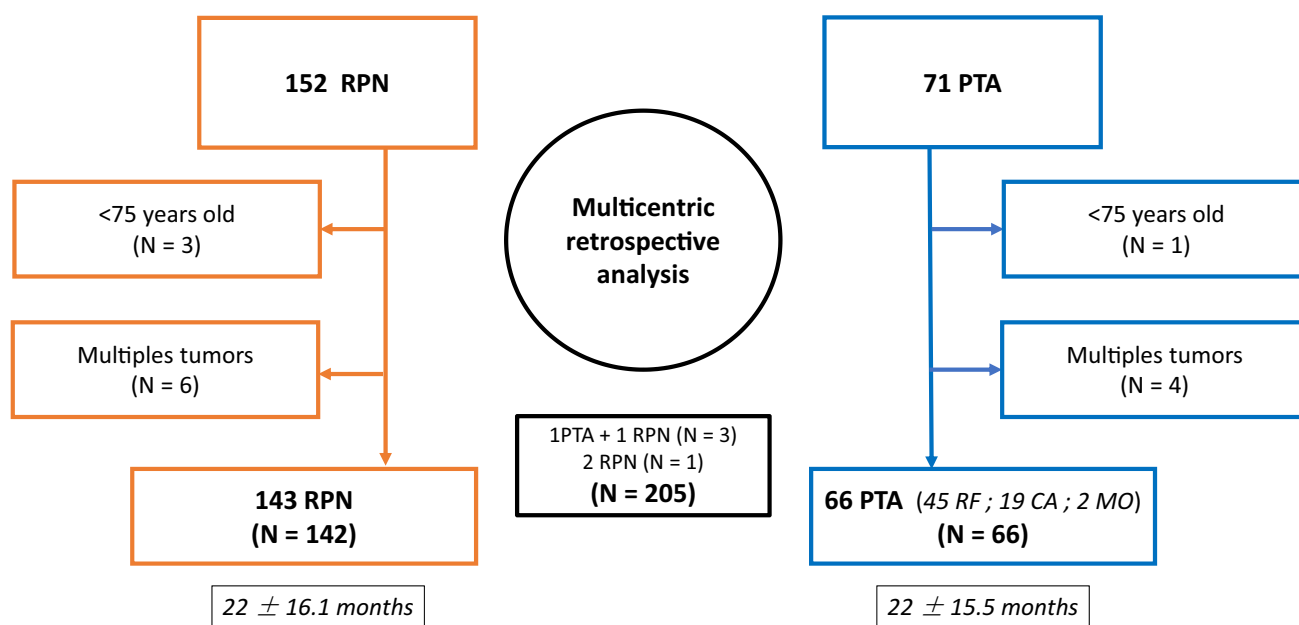 152 RPN
<75 years old
(N = 3)
Multiples tumors
(N = 6)
143 RPN
(N = 142)
22 ± 16.1 months
Multicentric
retrospective
analysis
1PTA + 1 RPN (N = 3)
2 RPN (N = 1)
(N = 205)
71 PTA
<75 years old
(N = 1)
Multiples tumors
(N = 4)
66 PTA (45 RF ; 19 CA ; 2 MO)
(N = 66)
22 ± 15.5 months